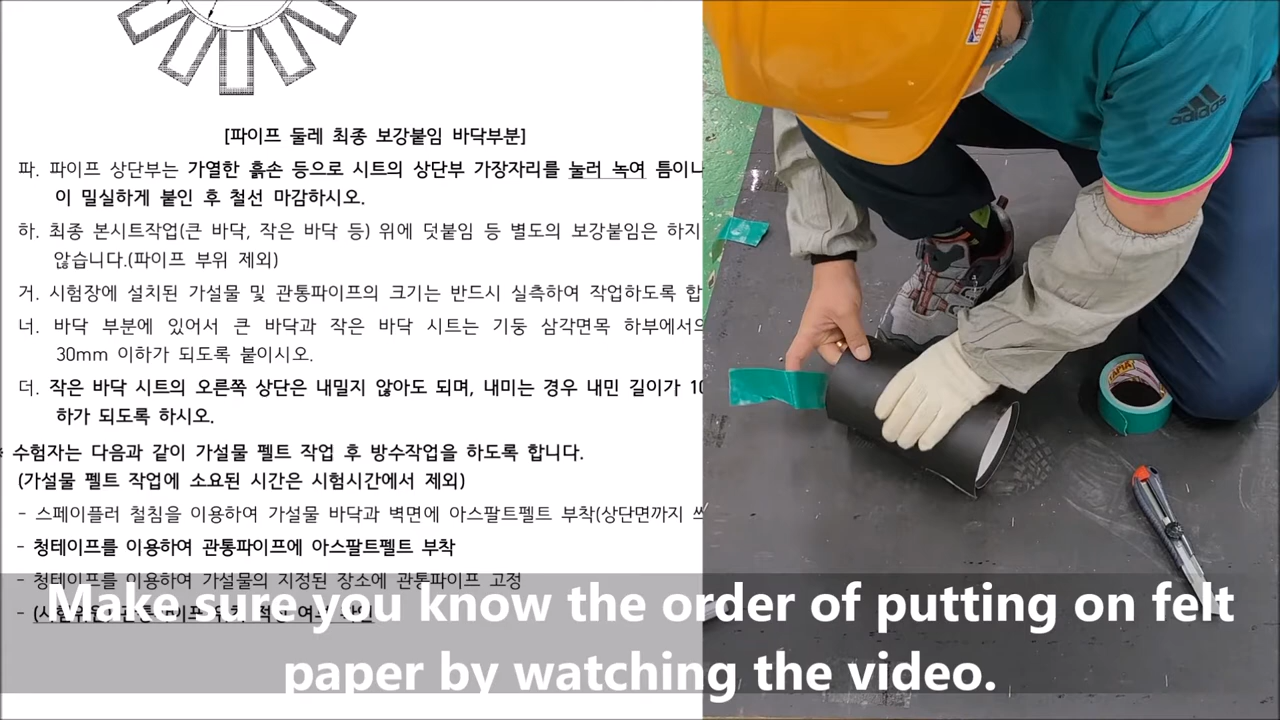 [파이프 둘레 최종 보강붙임 바닥부분]
파. 파이프 상단부는 가열한 흙손 등으로 시트의 상단부 가장자리를 눌러 녹여 틈이
이 밀실하게 붙인 후 철선 마감하시오.
하. 최종 본시트작업(큰 바닥, 작은 바닥 등) 위에 덧붙임 등 별도의 보강붙임은 하지
않습니다.(파이프 부위 제외)
거. 시험장에 설치된 가설물 및 관통파이프의 크기는 반드시 실측하여 작업하도록 합
너. 바닥 부분에 있어서 큰 바닥과 작은 바닥 시트는 기둥 삼각면목 하부에서
30mm 이하가 되도록 붙이시오.
더. 작은 바닥 시트의 오른쪽 상단은 내밀지 않아도 되며, 내미는 경우 내민 길이가 10
하가 되도록 하시오.
수험자는 다음과 같이 가설물 펠트 작업 후 방수작업을 하도록 합니다.
(가설물 펠트 작업에 소요된 시간은 시험시간에서 제외)
- 스페이플러 철침을 이용하여 가설물 바닥과 벽면에 아스팔트펠트 부착(상단면까지
- 청테이프를 이용하여 관통파이프에 아스팔트펠트 부착
- 청테이프를 이용하여 가설물의 지정된 장소에 관통파이프 고정
Make sure you know the order of putting on felt
paper by watching the video.
adidas